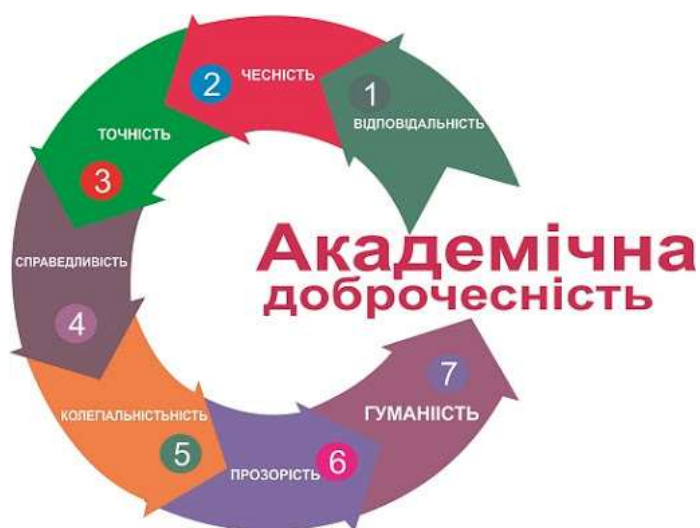 1
ВІДПОВІДАЛЬНІСТЬ
2
ЧЕСНІСТЬ
ТОЧНІСТЬ
3
СПРАВЕДЛИВІСТЬ
4
КОЛЕГІАЛЬНІСТЬНІСТЬ
5
ПРОЗОРІСТЬ
6
7
ГУМАНІІСТЬ
Академічна
доброчесність